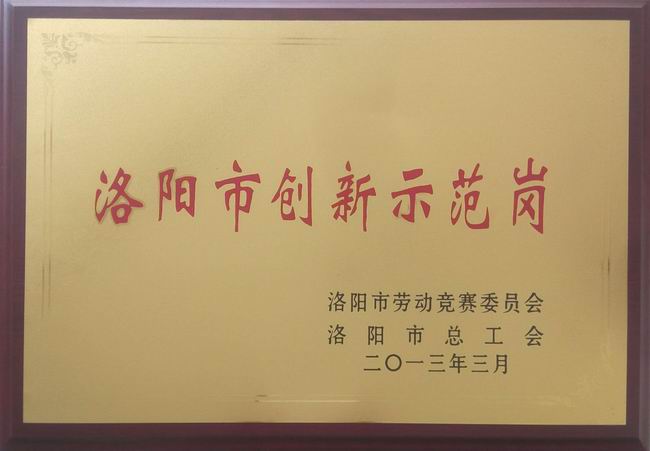 洛阳市创新示范岗
洛阳市劳动竞赛委员会
洛阳市总工会
二〇一三年三月